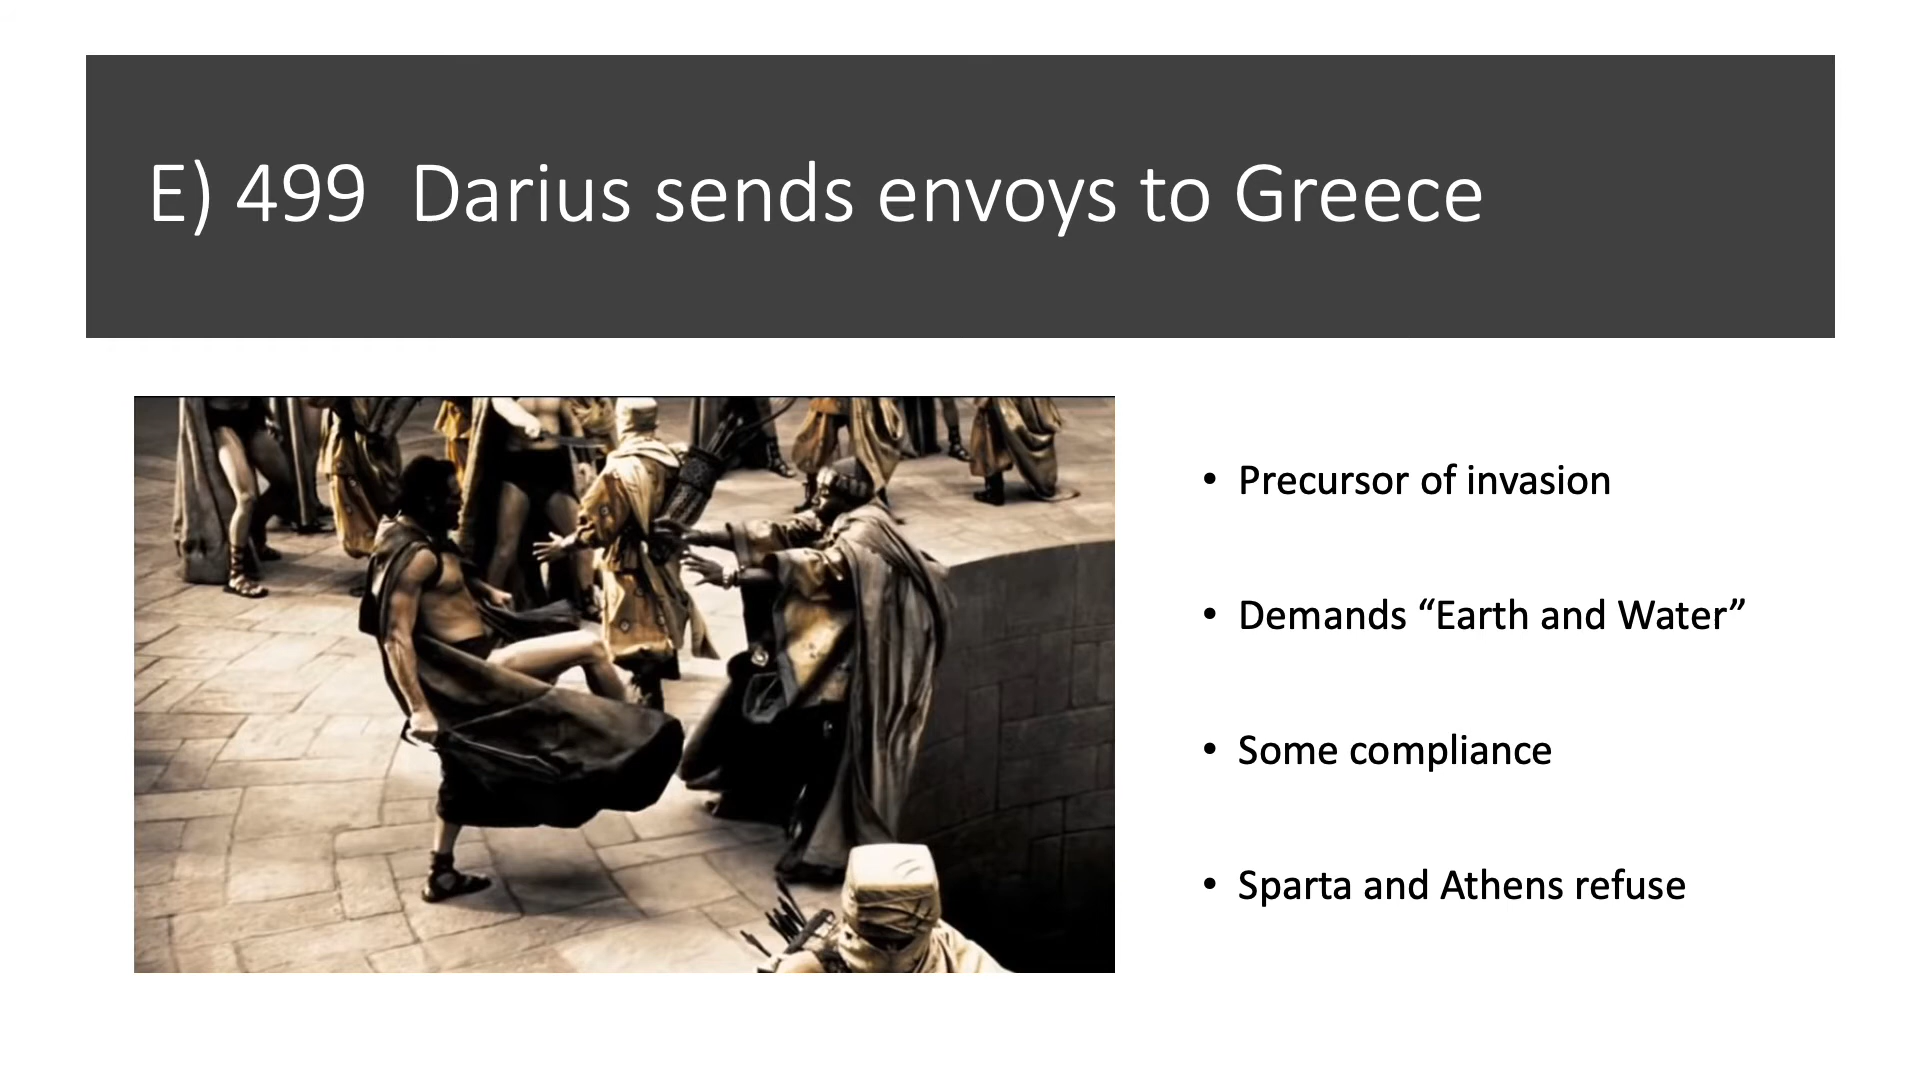 E) 499  Darius sends envoys to Greece
• Precursor of invasion
• Demands “Earth and Water”
• Some compliance
• Sparta and Athens refuse